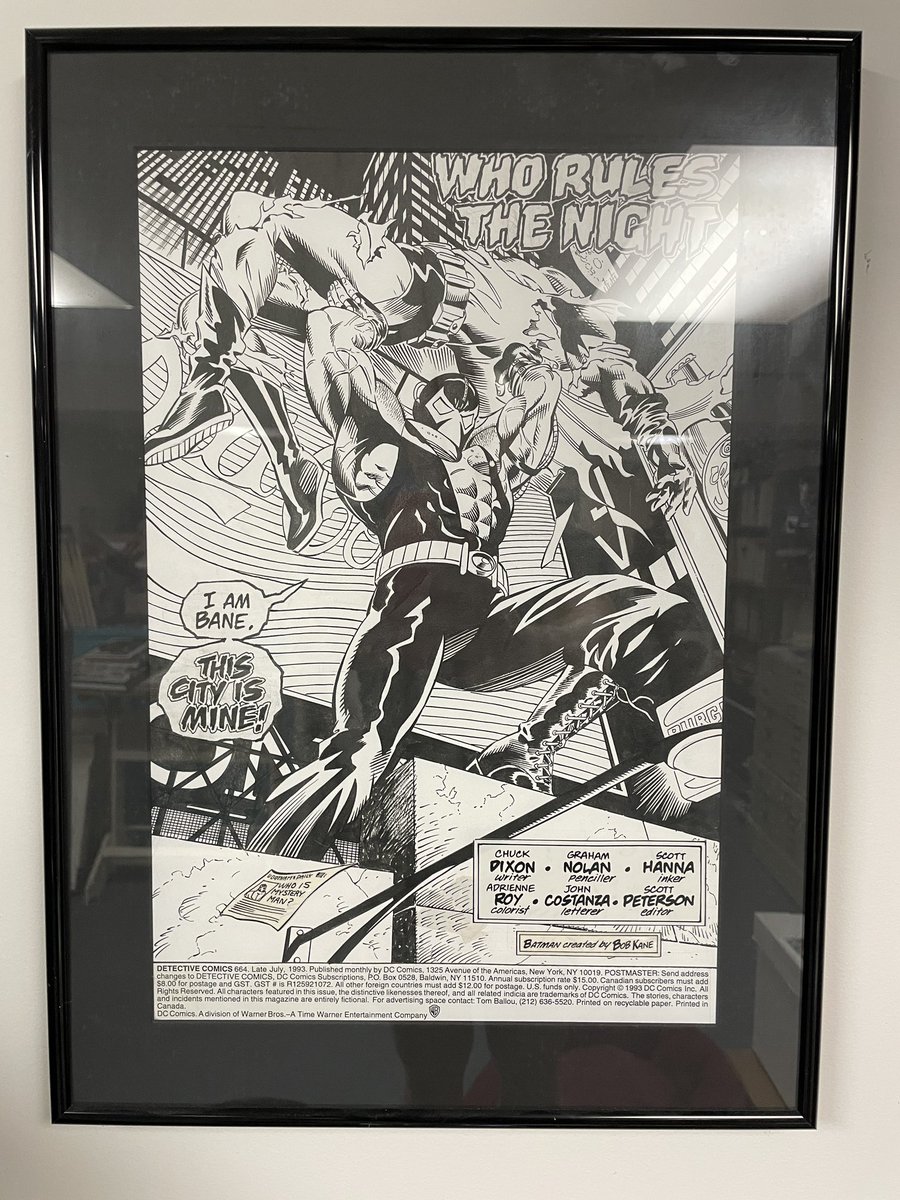 WHO RULES
THE NIGHT
I AM
BANE.
THIS
CITY IS
MINE!
BURG
WHO IS
MYSTERY
MAN?
CHUCK
DIXON
writer
GRAHAM
NOLAN
penciller
SCOTT
HANNA
inker
ADRIENNE
ROY
colorist
JOHN
COSTANZA
letterer
SCOTT
PETERSON
editor
BATMAN created by BOB KANE
DETECTIVE COMICS 664. Late July, 1993. Published monthly by DC Comics, 1325 Avenue of the Americas, New York, NY 10019. POSTMASTER: Send address
changes to DETECTIVE COMICS, DC Comics Subscriptions, P.O. Box 0528, Baldwin, NY 11510. Annual subscription rate $15.00. Canadian subscribers must add
$8.00 for postage and GST. GST # is R125921072. All other foreign countries must add $12.00 for postage. U.S. funds only. Copyright © 1993 DC Comics Inc. All
Rights Reserved. All characters featured in this issue, the distinctive likenesses thereof, and all related indicia are trademarks of DC Comics. The stories, characters
and incidents mentioned in this magazine are entirely fictional. For advertising space contact: Tom Ballou, (212) 636-5520. Printed on recyclable paper. Printed in
Canada.
DC Comics. A division of Warner Bros.–A Time Warner Entertainment Company